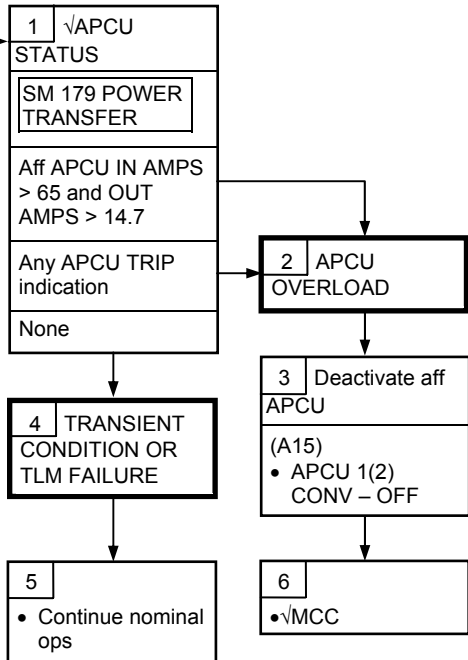 1 √APCU
STATUS
SM 179 POWER
TRANSFER
Aff APCU IN AMPS
> 65 and OUT
AMPS > 14.7
Any APCU TRIP
indication
None
2 APCU
OVERLOAD
3 Deactivate aff
APCU
(A15)
• APCU 1(2)
CONV – OFF
4 TRANSIENT
CONDITION OR
TLM FAILURE
5
• Continue nominal
ops
6
•√MCC